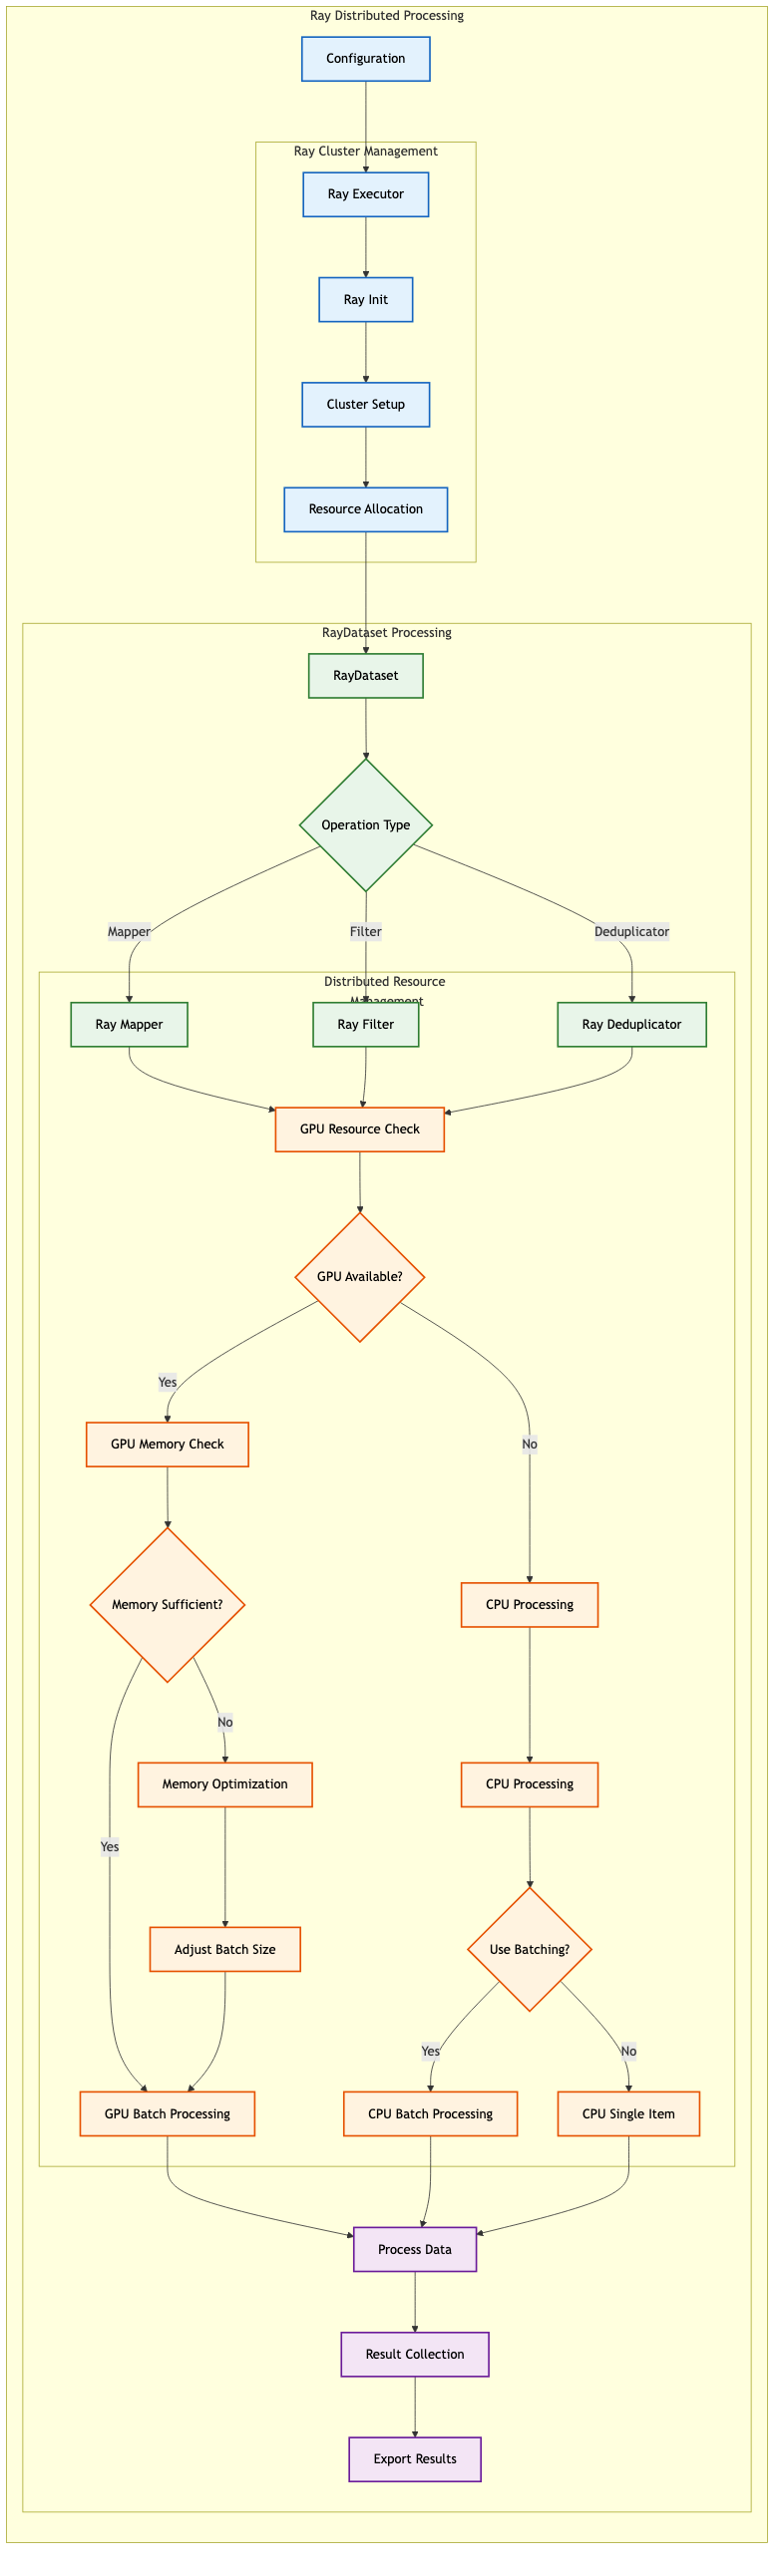 Ray Distributed Processing
Configuration
Ray Cluster Management
Ray Executor
Ray Init
Cluster Setup
Resource Allocation
RayDataset Processing
RayDataset
Operation Type
Mapper
Filter
Deduplicator
Distributed Resource
Management
Ray Mapper
Ray Filter
Ray Deduplicator
GPU Resource Check
GPU Available?
Yes
GPU Memory Check
No
Memory Sufficient?
CPU Processing
No
Memory Optimization
CPU Processing
Yes
Adjust Batch Size
Use Batching?
Yes
No
GPU Batch Processing
CPU Batch Processing
CPU Single Item
Process Data
Result Collection
Export Results